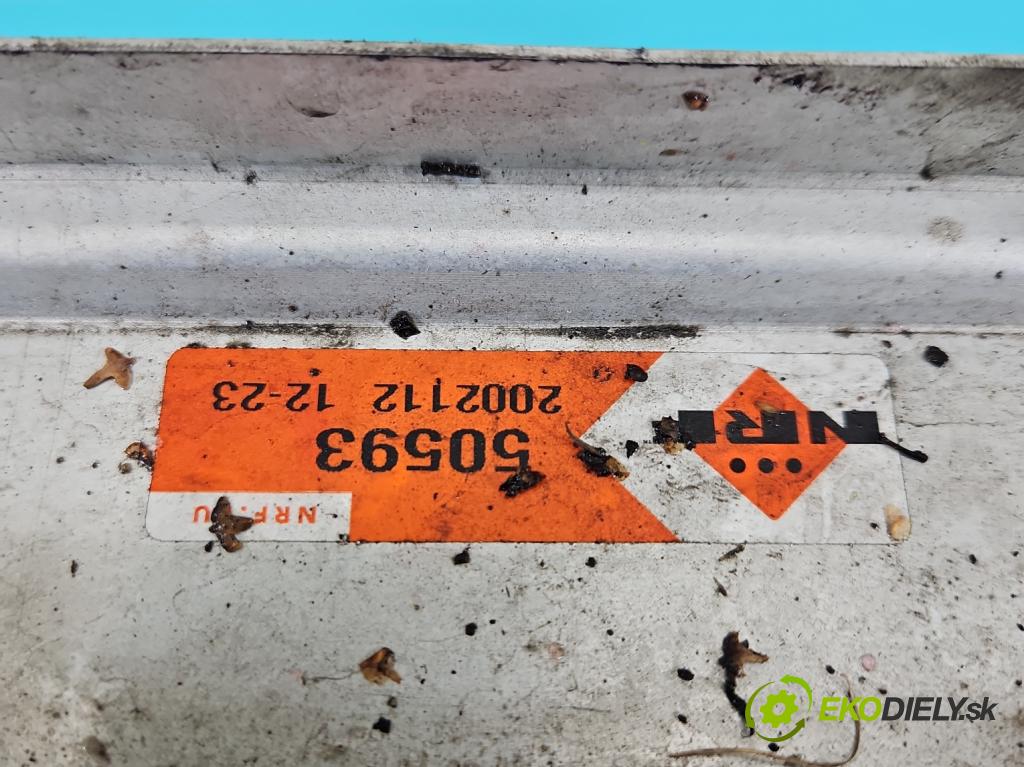 NRF.EU
50593
2002112 12-23
NRF
EKODIELY.sk